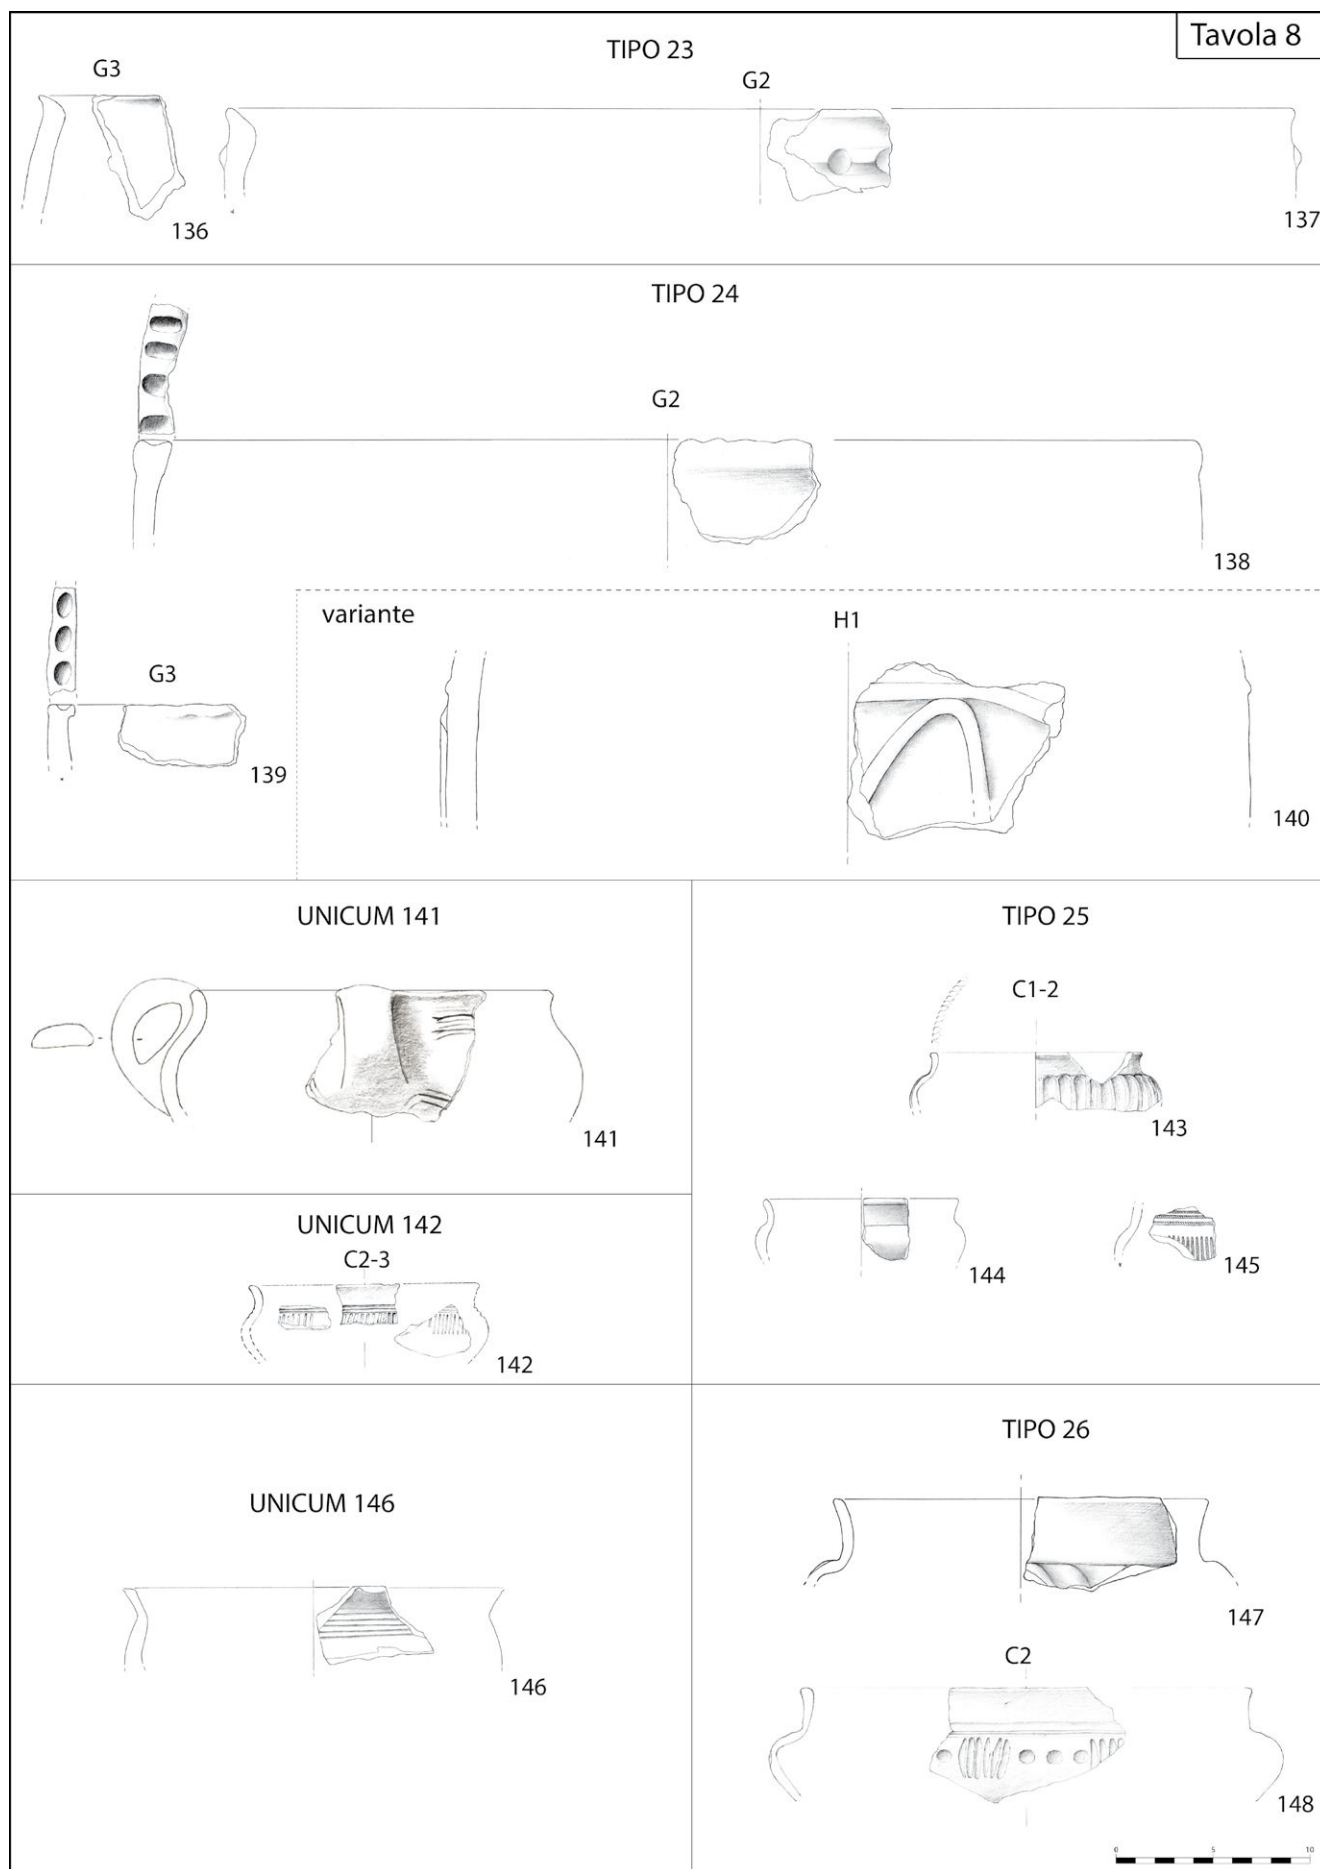 Tavola 8
TIPO 23
G3
G2
136
137
TIPO 24
G2
138
variante
H1
G3
139
140
UNICUM 141
141
TIPO 25
C1-2
143
144
145
UNICUM 142
C2-3
142
UNICUM 146
146
TIPO 26
147
C2
148
0 5 10